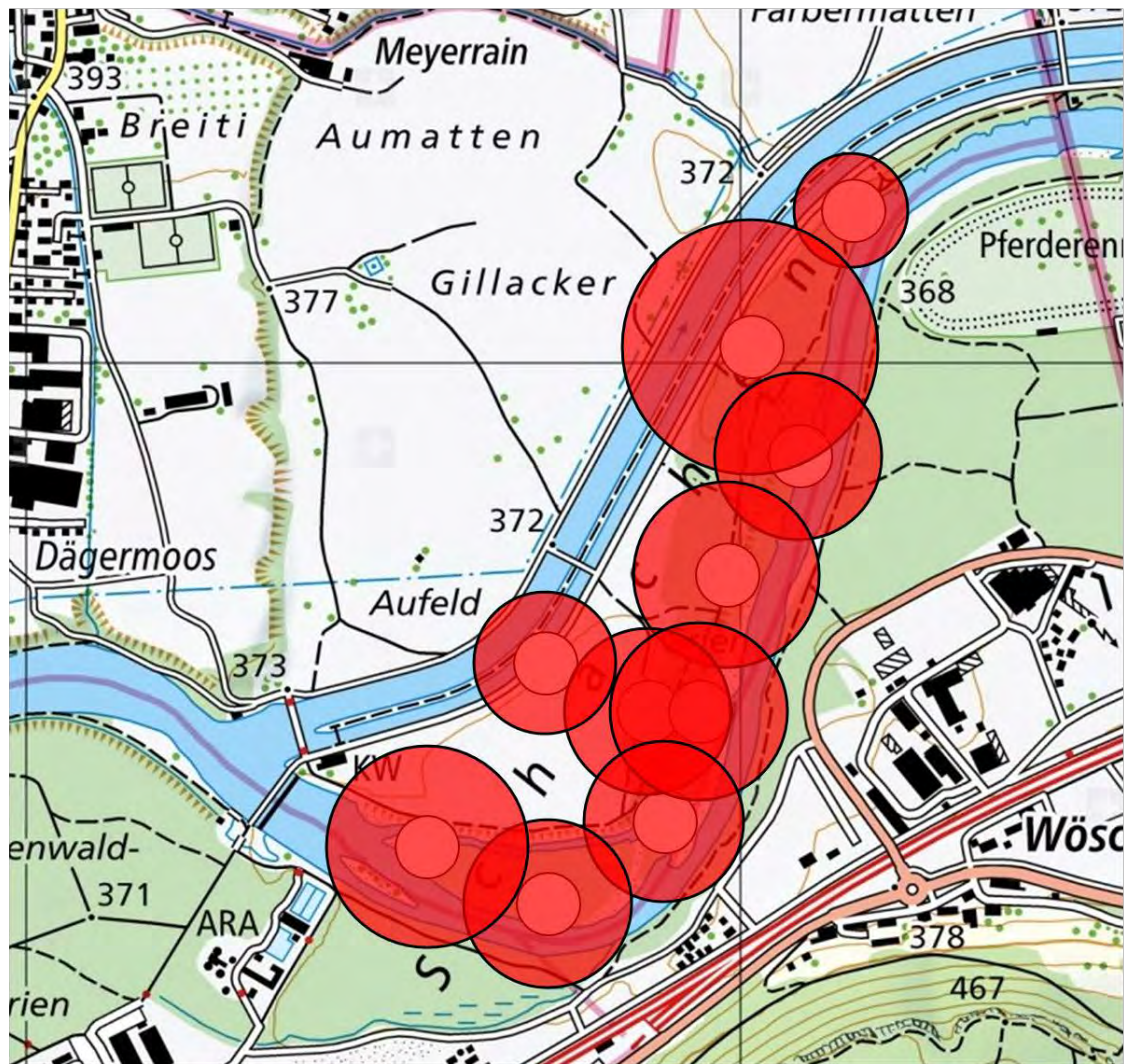 Färbermatten
Meyerrain
393
Breiti
Aumatten
372
Pferderenn
Gillacker
377
368
h
n
372
Dägermoos
c
Aufeld
373
KW
h
Wösc
enwald-
371
c
ARA
378
S
467
rien